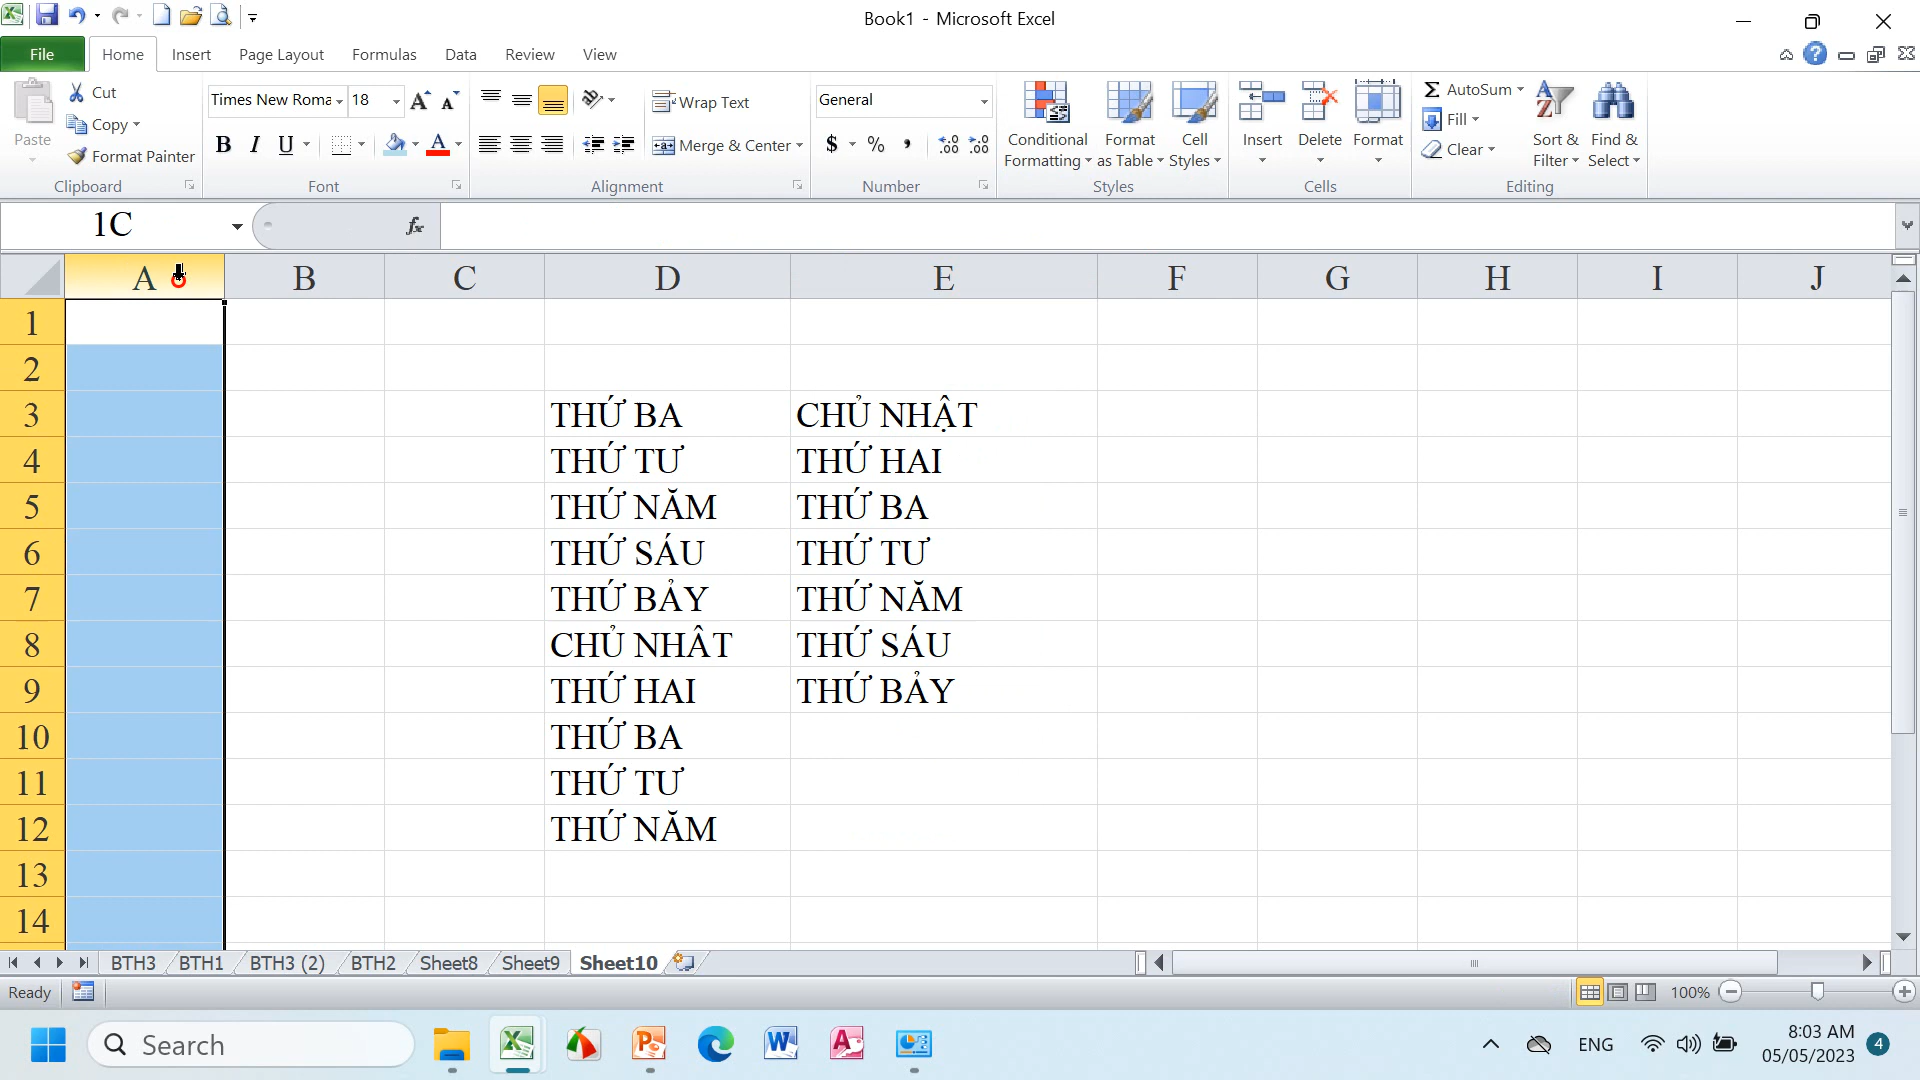 Book1 - Microsoft Excel
File Home Insert Page Layout Formulas Data Review View
Paste
Cut
Copy
Format Painter
Clipboard
Times New Roma 18
B I U
Font
Wrap Text
Merge & Center
Alignment
General
$ % ,
Number
Conditional Formatting
Format as Table
Cell Styles
Styles
Insert Delete Format
Cells
AutoSum
Fill
Clear
Sort & Filter
Find & Select
Editing
1C fx
A B C D E F G H I J
1
2
3 THỨ BA CHỦ NHẬT
4 THỨ TƯ THỨ HAI
5 THỨ NĂM THỨ BA
6 THỨ SÁU THỨ TƯ
7 THỨ BẢY THỨ NĂM
8 CHỦ NHÂT THỨ SÁU
9 THỨ HAI THỨ BẢY
10 THỨ BA
11 THỨ TƯ
12 THỨ NĂM
13
14
BTH3 BTH1 BTH3 (2) BTH2 Sheet8 Sheet9 Sheet10
Ready 100%
Search ENG 8:03 AM 4
05/05/2023